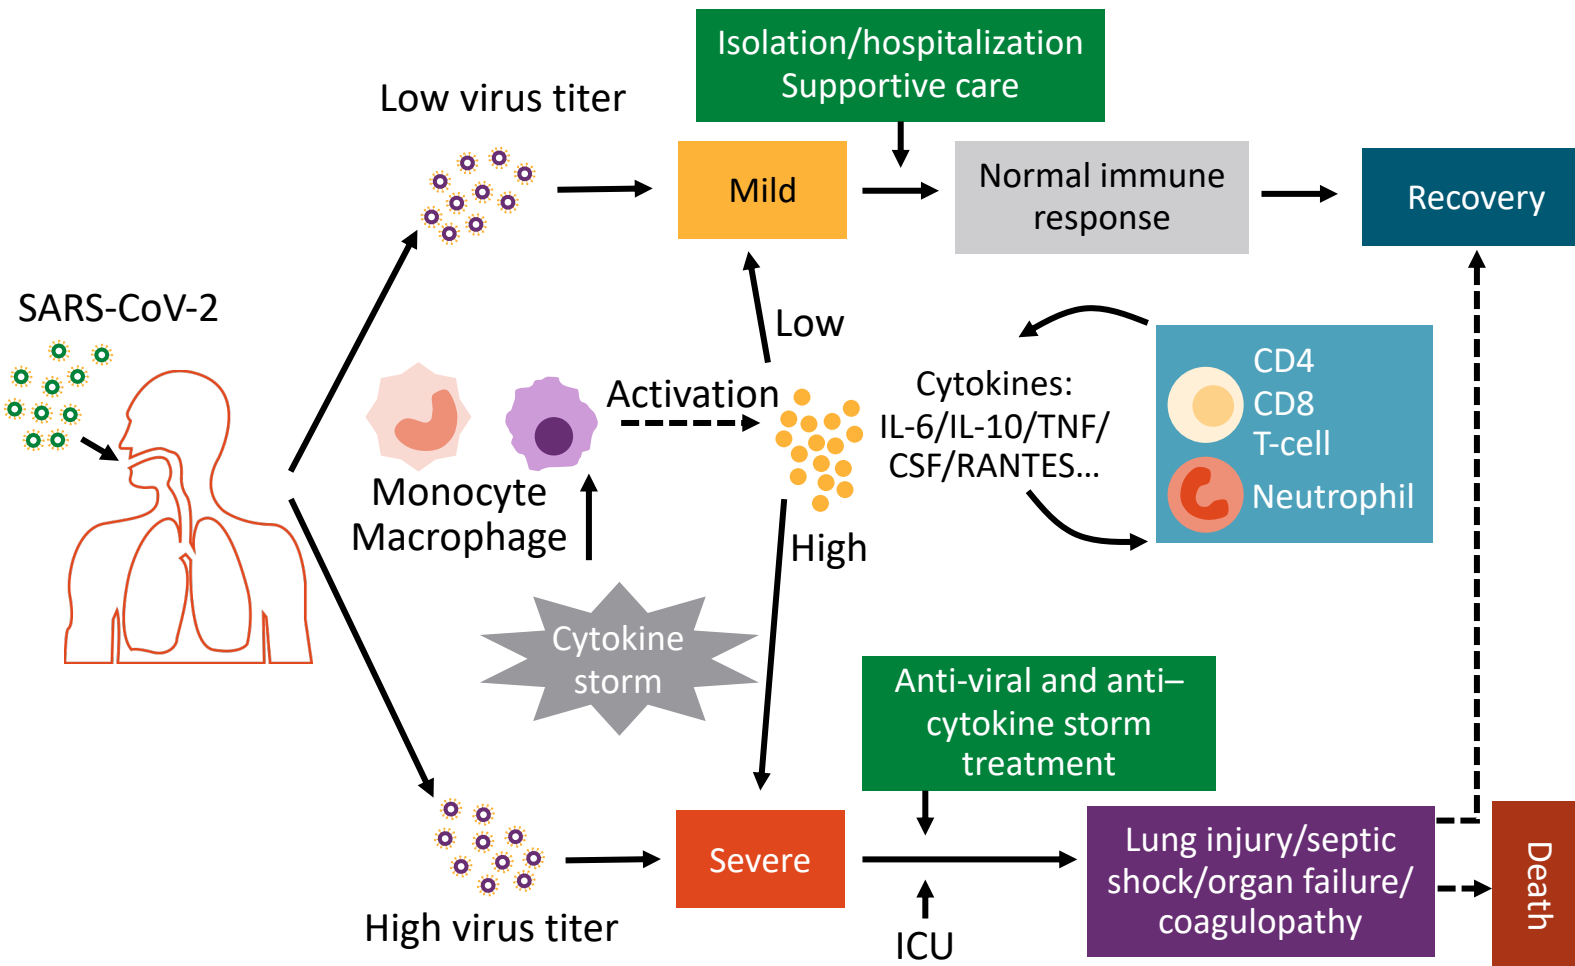 Isolation/hospitalization
Supportive care
Low virus titer
Mild
Normal immune
response
Recovery
SARS-CoV-2
Low
Activation
Monocyte
Macrophage
High
Cytokines:
IL-6/IL-10/TNF/
CSF/RANTES...
CD4
CD8
T-cell
Neutrophil
Cytokine
storm
Anti-viral and anti–
cytokine storm
treatment
High virus titer
Severe
ICU
Lung injury/septic
shock/organ failure/
coagulopathy
Death